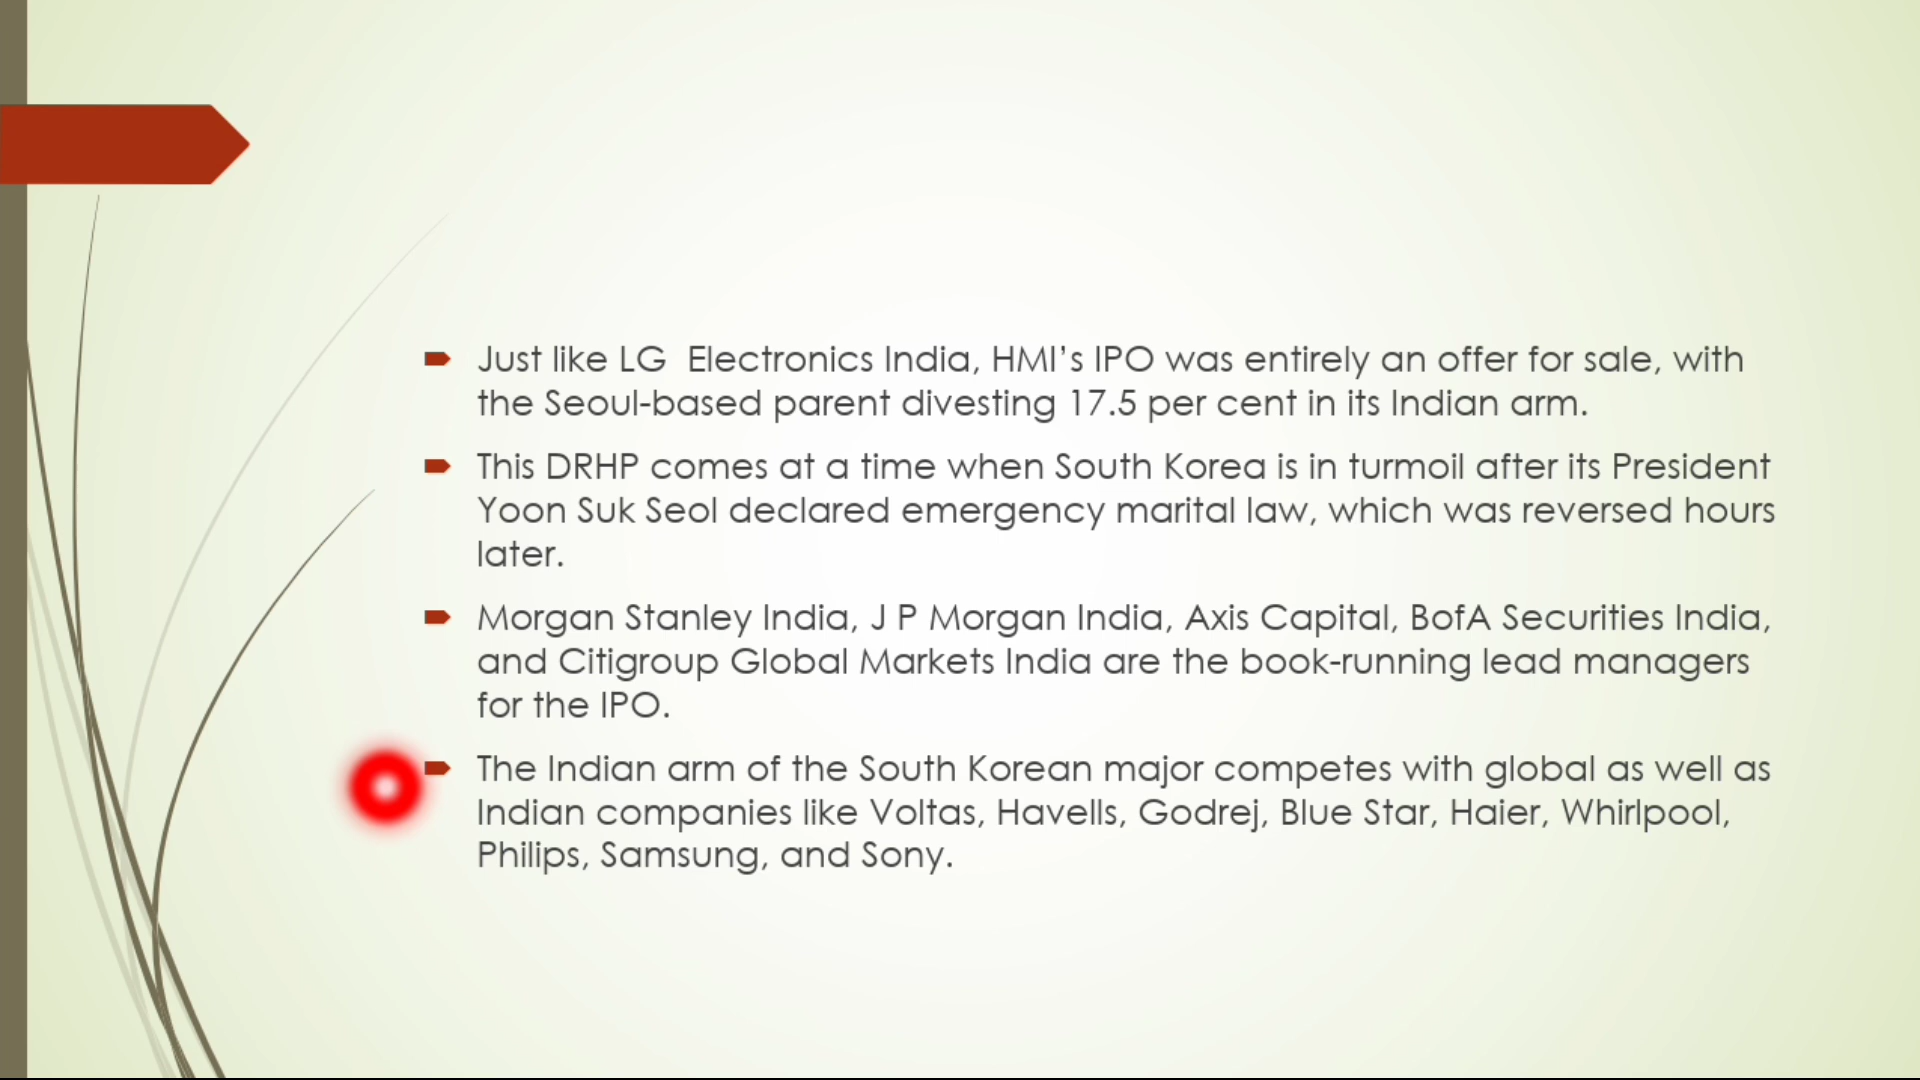 Just like LG  Electronics India, HMI’s IPO was entirely an offer for sale, with
the Seoul-based parent divesting 17.5 per cent in its Indian arm.
This DRHP comes at a time when South Korea is in turmoil after its President
Yoon Suk Seol declared emergency marital law, which was reversed hours
later.
Morgan Stanley India, J P Morgan India, Axis Capital, BofA Securities India,
and Citigroup Global Markets India are the book-running lead managers
for the IPO.
The Indian arm of the South Korean major competes with global as well as
Indian companies like Voltas, Havells, Godrej, Blue Star, Haier, Whirlpool,
Philips, Samsung, and Sony.